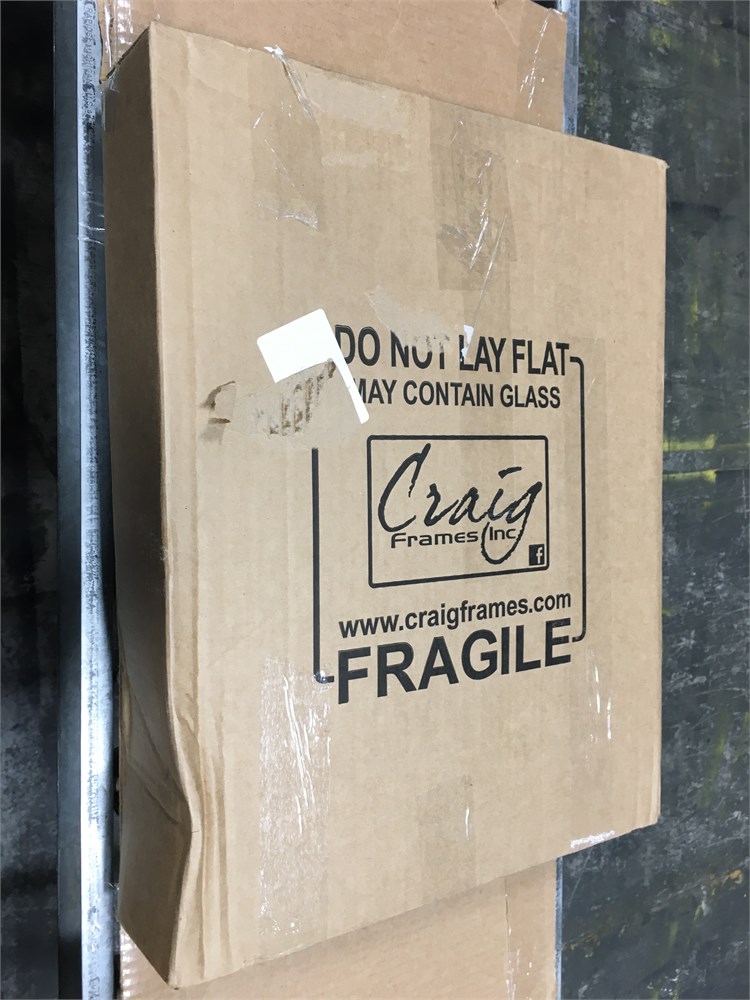 DO NOT LAY FLAT
MAY CONTAIN GLASS
Craig
Frames Inc.
f
www.craigframes.com
FRAGILE